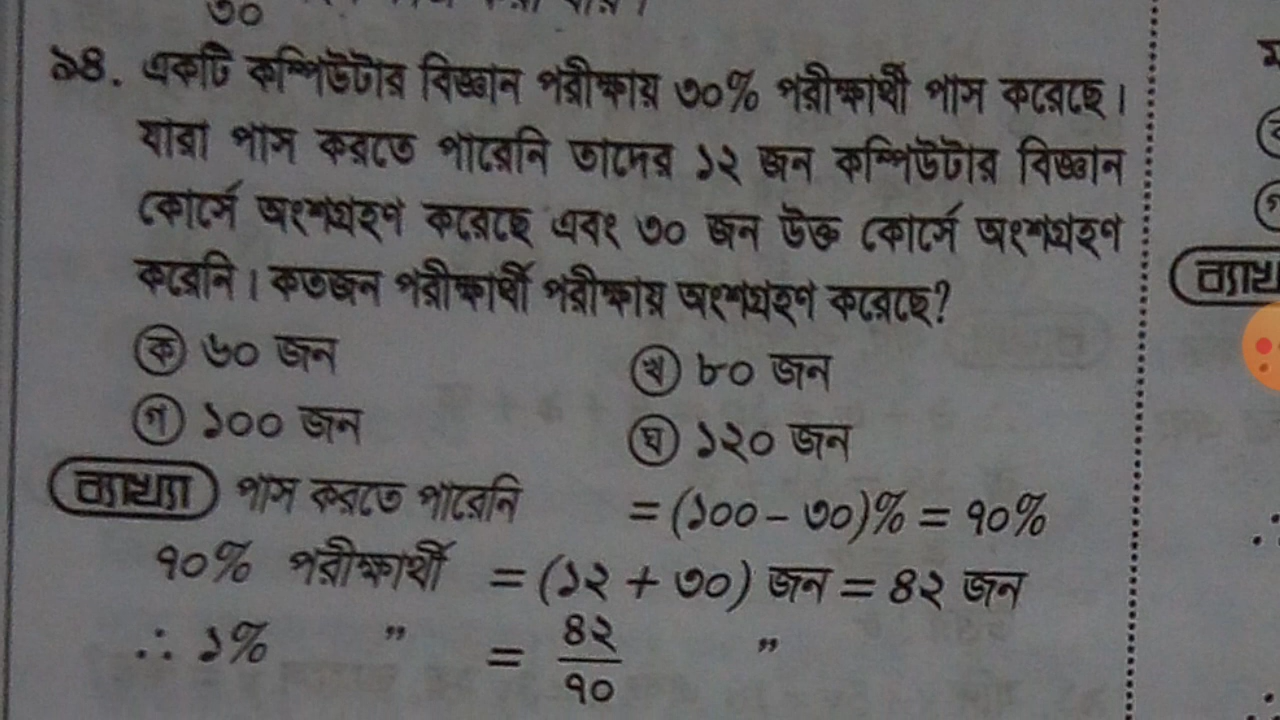 ৩০
১৪. একটি কম্পিউটার বিজ্ঞান পরীক্ষায় ৩০% পরীক্ষার্থী পাস করেছে।
যারা পাস করতে পারেনি তাদের ১২ জন কম্পিউটার বিজ্ঞান
কোর্সে অংশগ্রহণ করেছে এবং ৩০ জন উক্ত কোর্সে অংশগ্রহণ
করেনি। কতজন পরীক্ষার্থী পরীক্ষায় অংশগ্রহণ করেছে?
ক ৬০ জন খ ৮০ জন
গ ১০০ জন ঘ ১২০ জন
ব্যাখ্যা পাস করতে পারেনি = (১০০ – ৩০)% = ৭০%
৭০% পরীক্ষার্থী = (১২ + ৩০) জন = ৪২ জন
∴ ১% ” = ৪২/৭০ ”